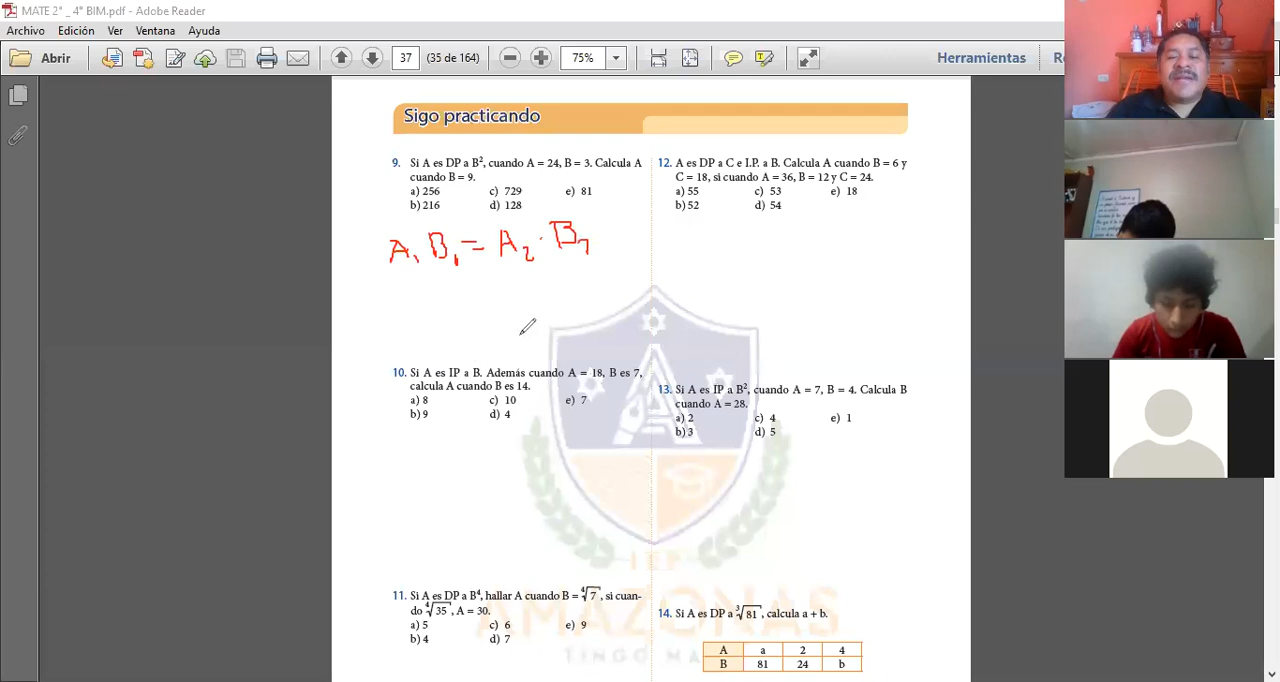 MATE 2° _ 4° BIM.pdf - Adobe Reader
Archivo Edición Ver Ventana Ayuda
Abrir
37 (35 de 164) 75%
Herramientas
Sigo practicando
9. Si A es DP a B², cuando A = 24, B = 3. Calcula A
cuando B = 9.
a) 256 c) 729 e) 81
b) 216 d) 128
A₁ B₁ = A₂ · B₂
10. Si A es IP a B. Además cuando A = 18, B es 7,
calcula A cuando B es 14.
a) 8 c) 10 e) 7
b) 9 d) 4
11. Si A es DP a B⁴, hallar A cuando B = ∜7, si cuan-
do ∜35, A = 30.
a) 5 c) 6 e) 9
b) 4 d) 7
12. A es DP a C e I.P. a B. Calcula A cuando B = 6 y
C = 18, si cuando A = 36, B = 12 y C = 24.
a) 55 c) 53 e) 18
b) 52 d) 54
13. Si A es IP a B², cuando A = 7, B = 4. Calcula B
cuando A = 28.
a) 2 c) 4 e) 1
b) 3 d) 5
14. Si A es DP a ∛81, calcula a + b.
A a 2 4
B 81 24 b
IEP
AMAZONAS
TINGO MA